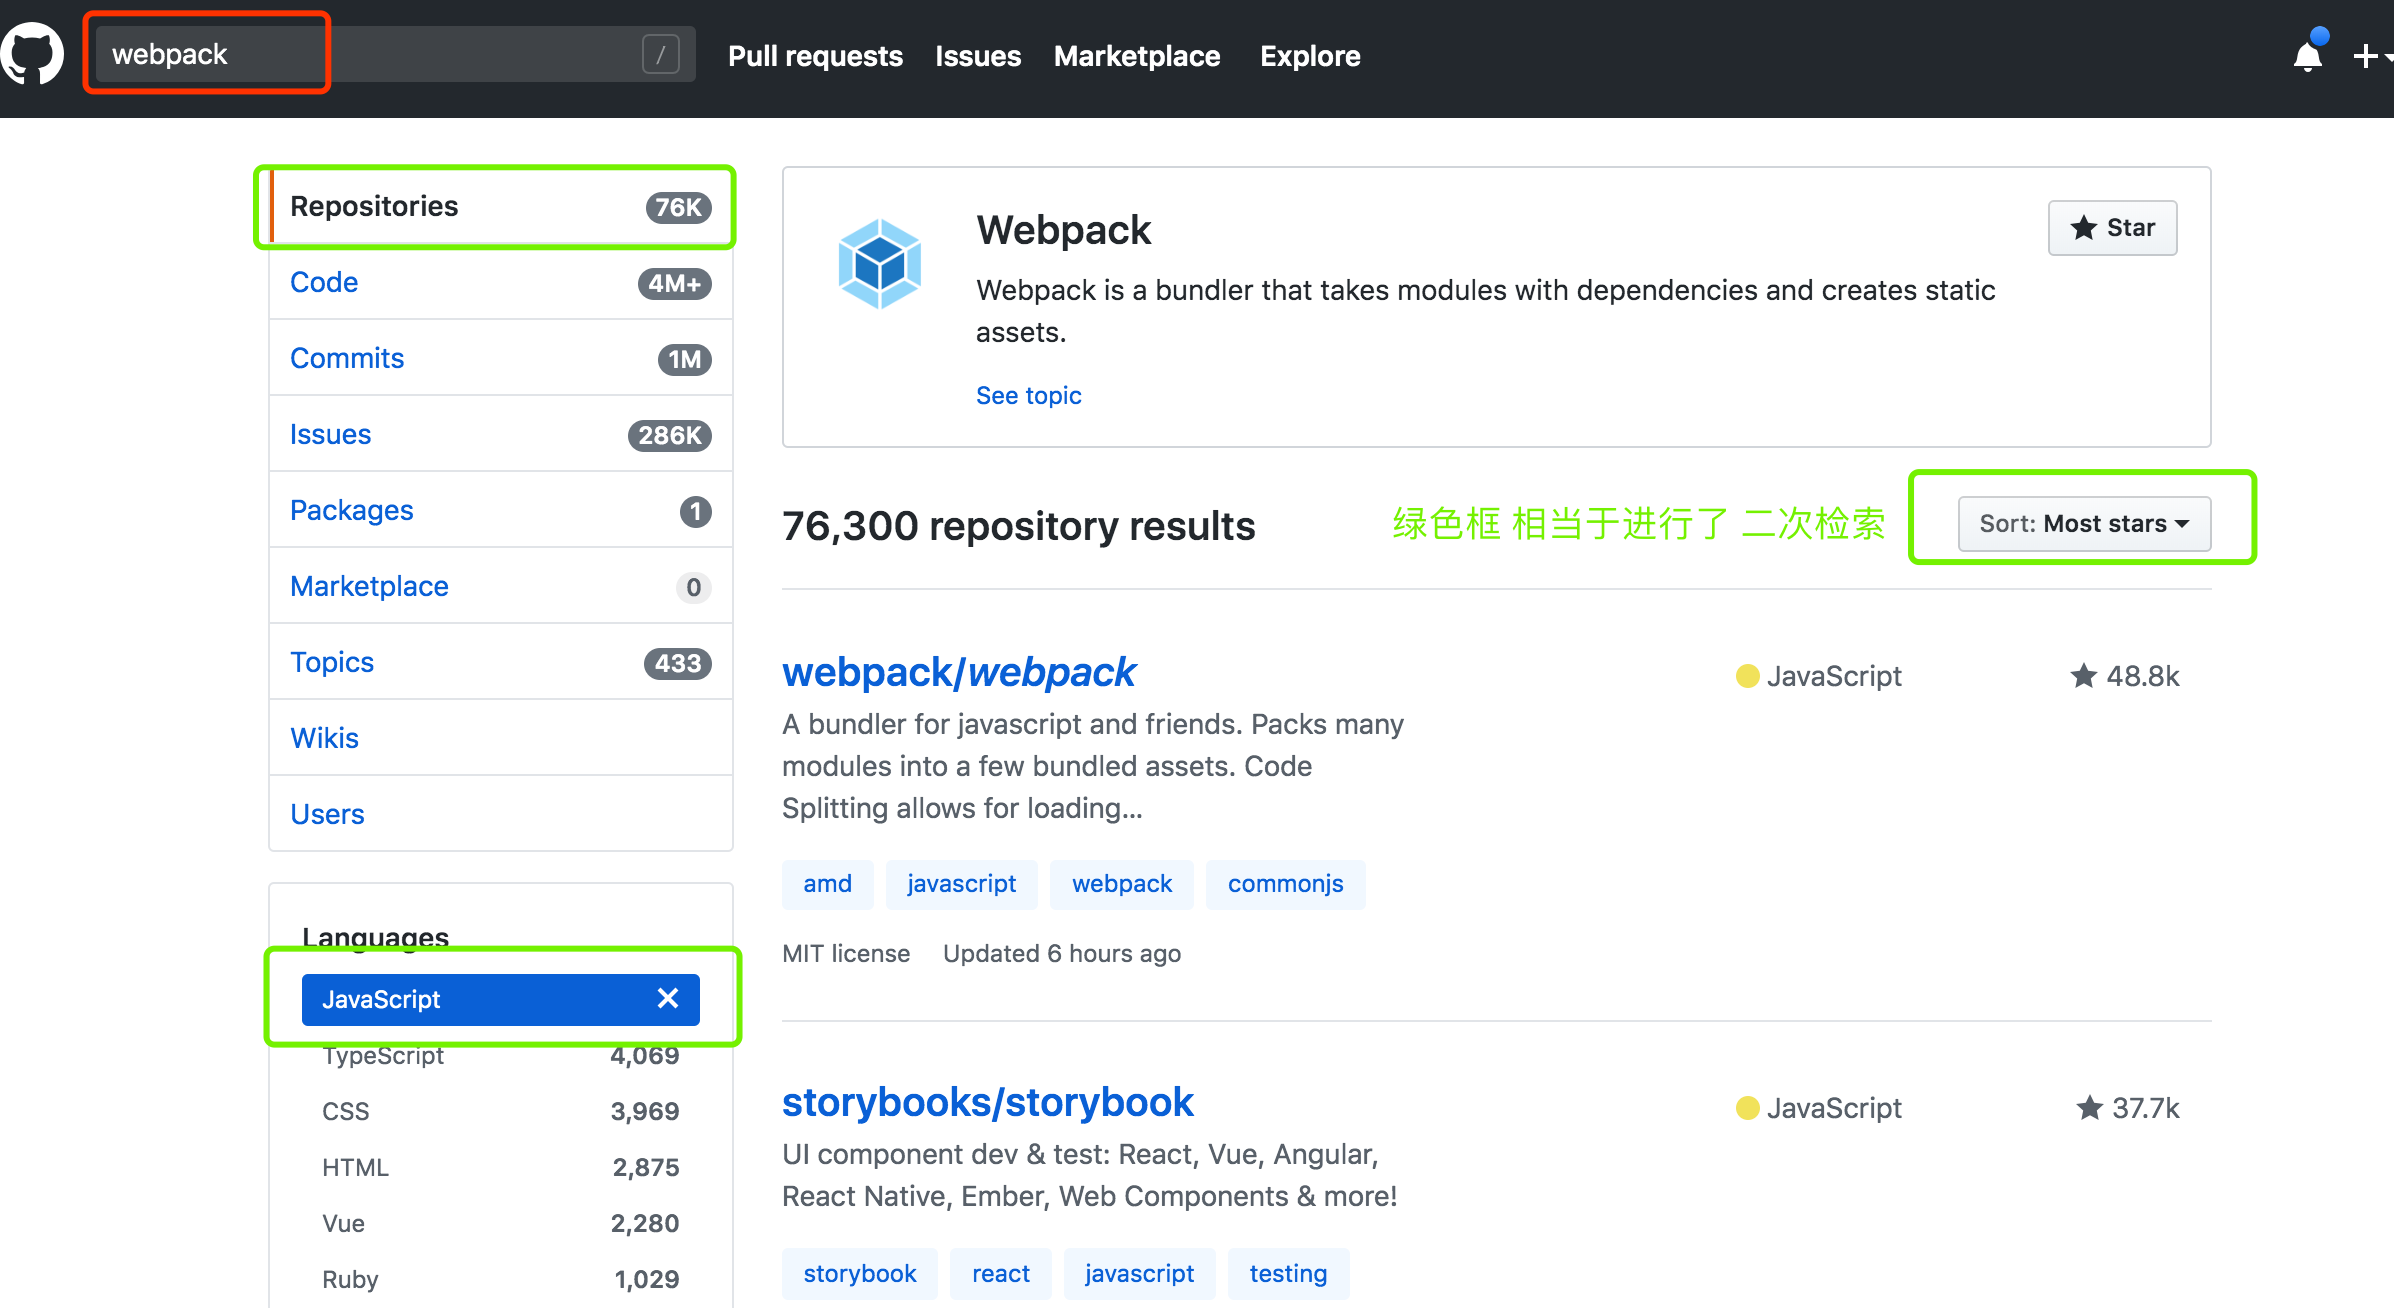 webpack /
Pull requests Issues Marketplace Explore
Repositories 76K
Code 4M+
Commits 1M
Issues 286K
Packages 1
Marketplace 0
Topics 433
Wikis
Users
Languages
JavaScript
TypeScript 4,069
CSS 3,969
HTML 2,875
Vue 2,280
Ruby 1,029
Webpack
Star
Webpack is a bundler that takes modules with dependencies and creates static
assets.
See topic
76,300 repository results
绿色框 相当于进行了 二次检索
Sort: Most stars
webpack/webpack
JavaScript
48.8k
A bundler for javascript and friends. Packs many
modules into a few bundled assets. Code
Splitting allows for loading...
amd javascript webpack commonjs
MIT license Updated 6 hours ago
storybooks/storybook
JavaScript
37.7k
UI component dev & test: React, Vue, Angular,
React Native, Ember, Web Components & more!
storybook react javascript testing